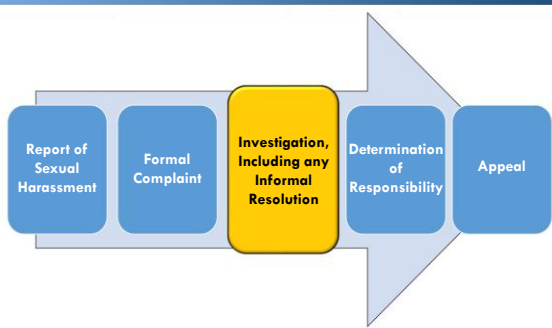 Report of
Sexual
Harassment
Formal
Complaint
Investigation,
Including any
Informal
Resolution
Determination
of
Responsibility
Appeal